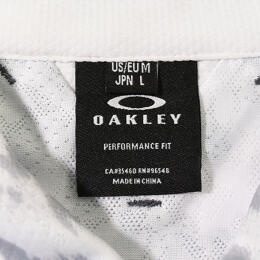 US/EU M
JPN L
OAKLEY
PERFORMANCE FIT
CA#35460 RN#96548
MADE IN CHINA